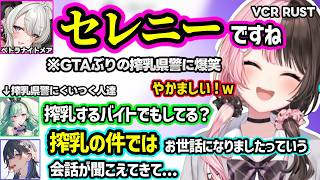 VCR RUST
セレニーですね
ペトラナイトメア
※GTAぶりの搾乳県警に爆笑
やかましい！w
↓搾乳県警にくいつく人達
搾乳するバイトでもしてる？
搾乳の件では お世話になりましたっていう
会話が聞こえてきて…